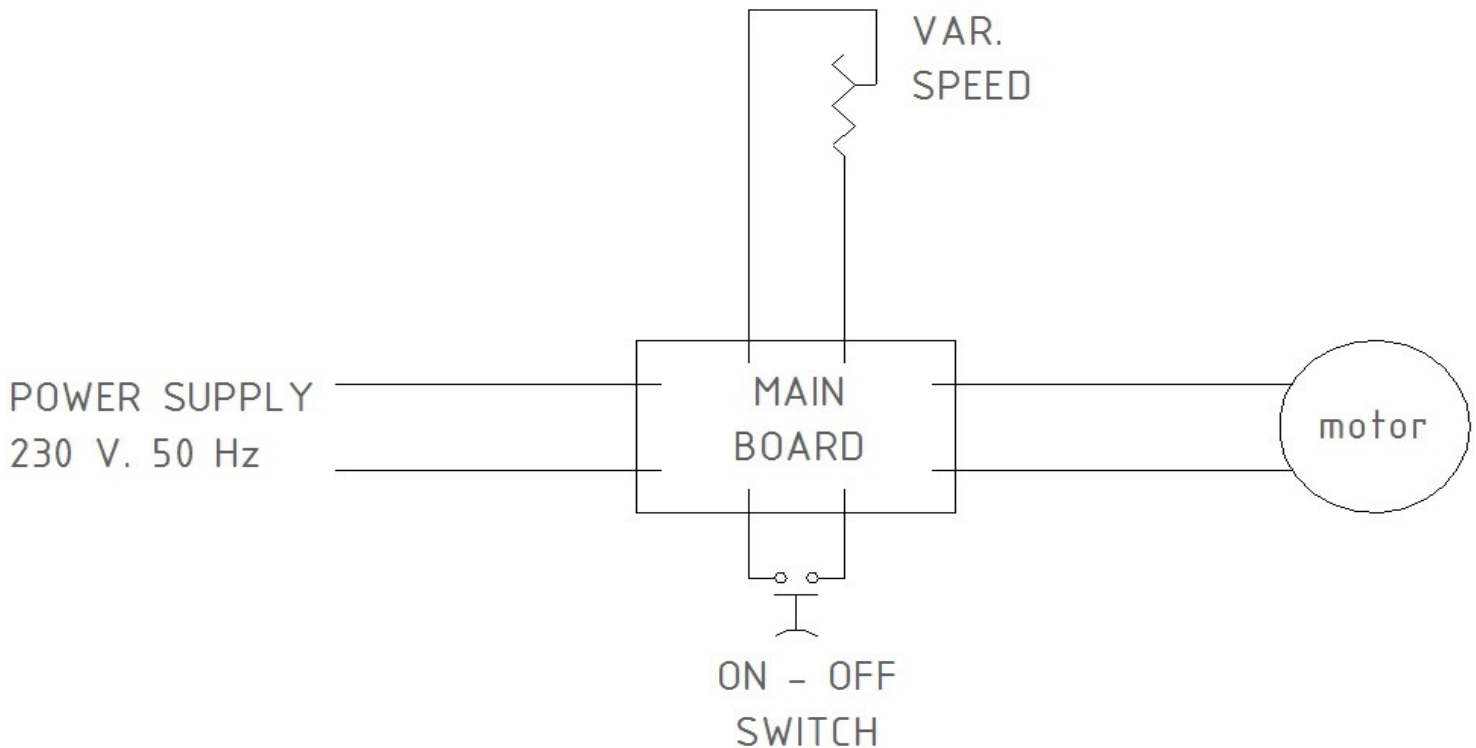 VAR.
SPEED
POWER SUPPLY
230 V. 50 Hz
MAIN
BOARD
motor
ON - OFF
SWITCH